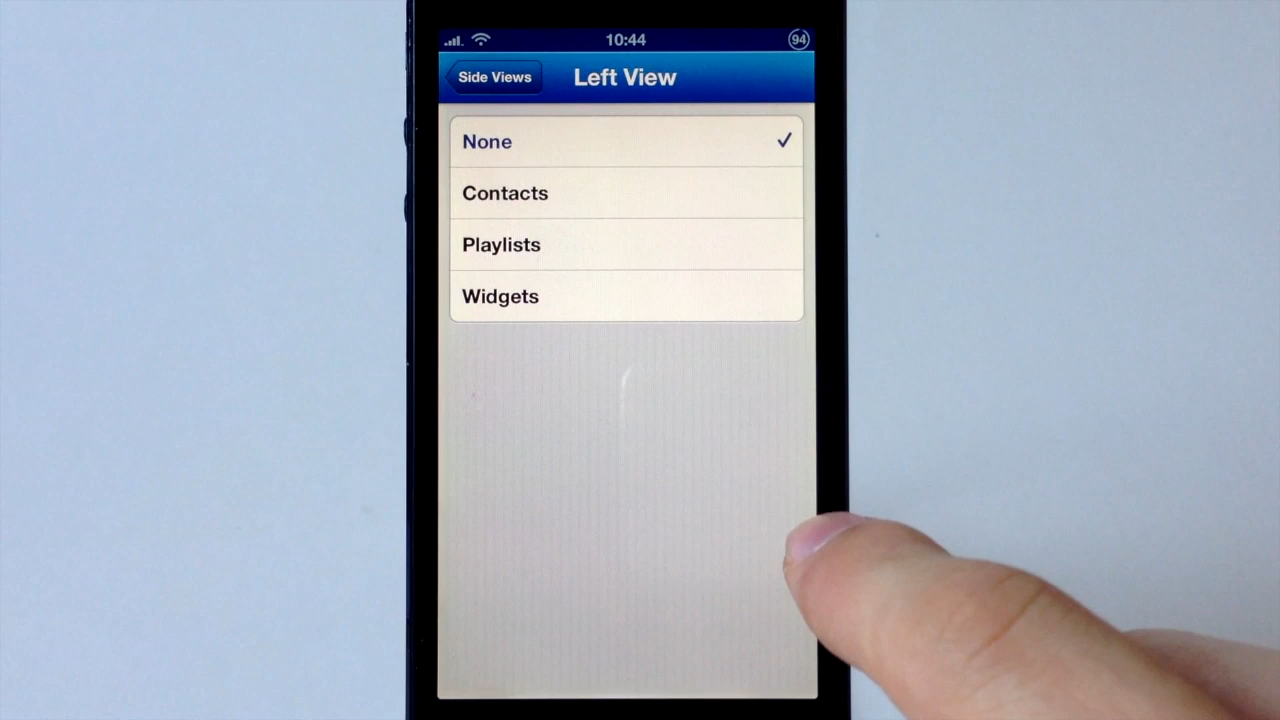 10:44
94
Side Views
Left View
None
Contacts
Playlists
Widgets